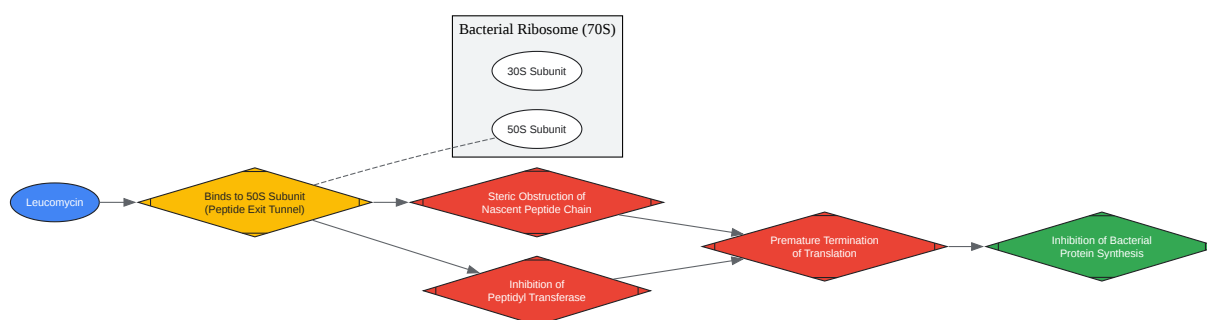 Bacterial Ribosome (70S)
30S Subunit
50S Subunit
Leucomycin
Binds to 50S Subunit
(Peptide Exit Tunnel)
Steric Obstruction of
Nascent Peptide Chain
Inhibition of
Peptidyl Transferase
Premature Termination
of Translation
Inhibition of Bacterial
Protein Synthesis